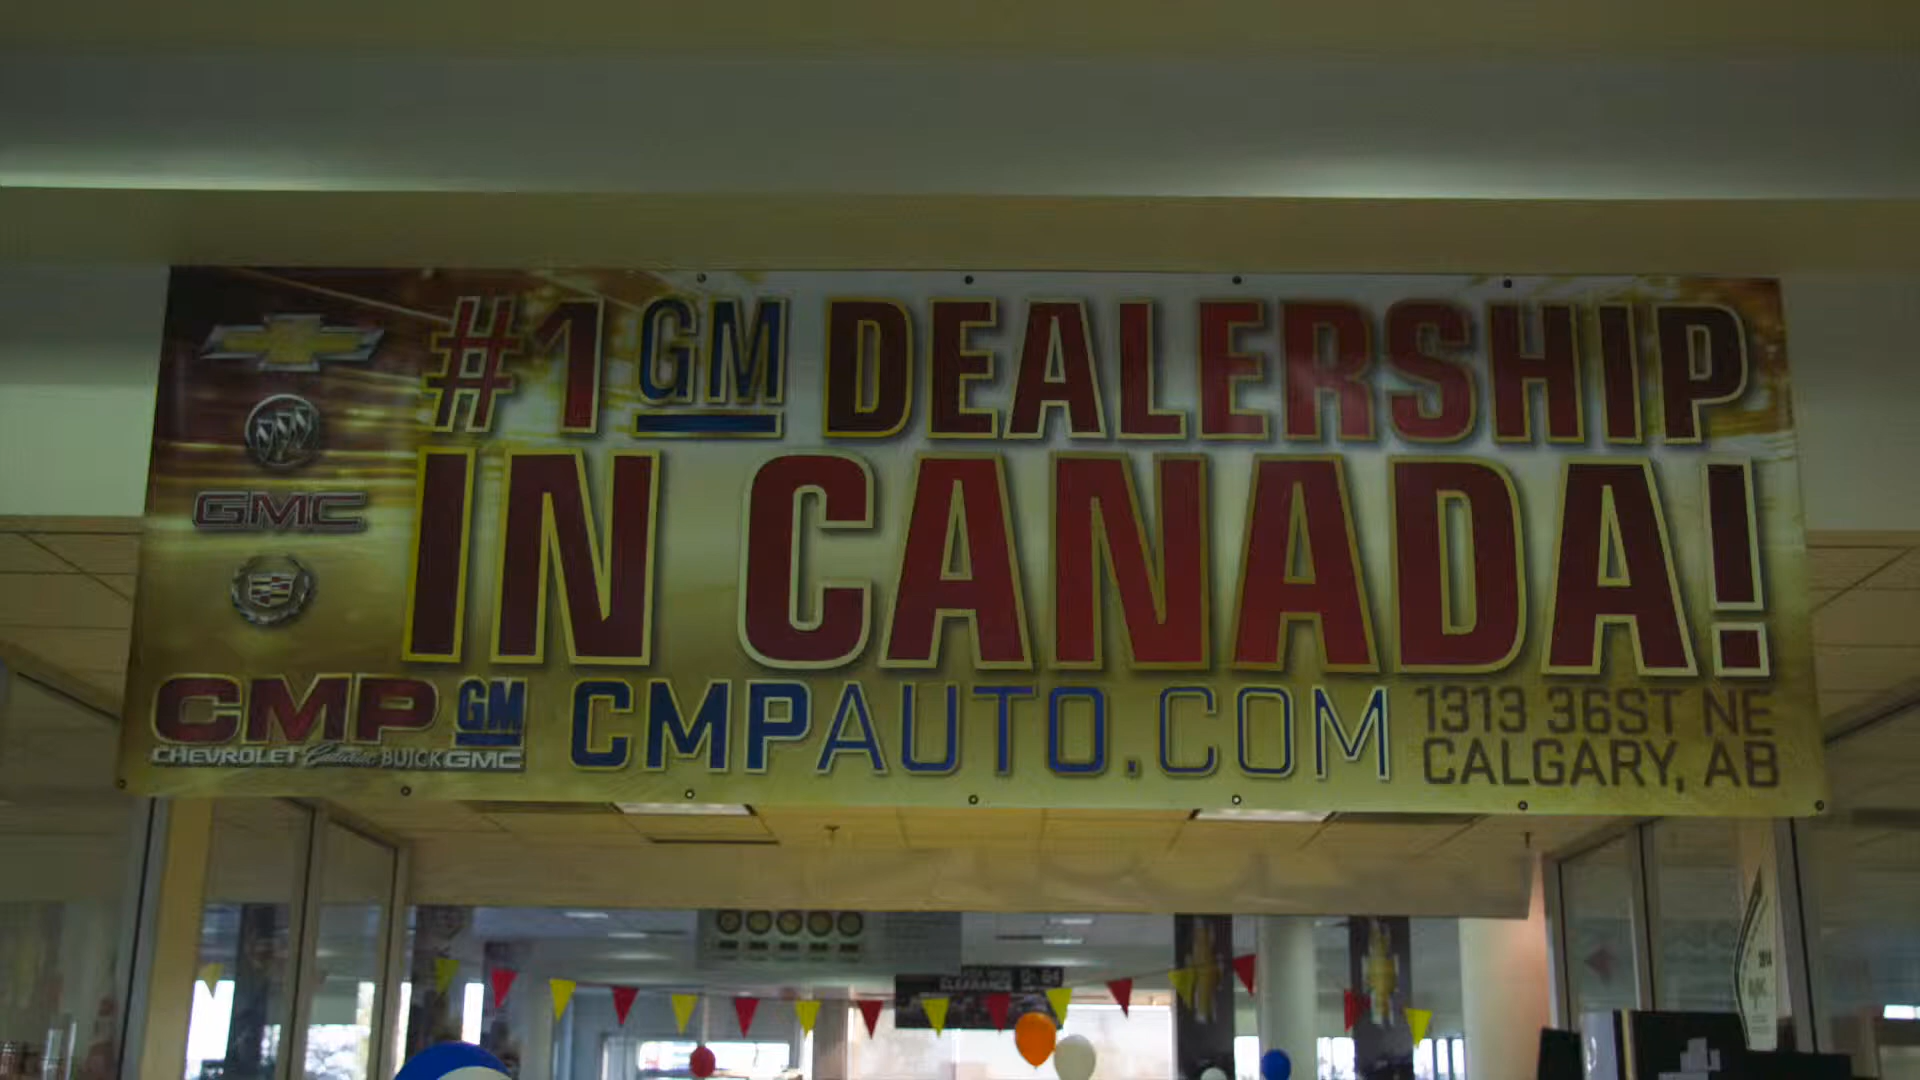 #1 GM DEALERSHIP
IN CANADA!
GMC
CMP GM
CHEVROLET Cadillac BUICK GMC
CMPAUTO.COM
1313 36ST NE
CALGARY, AB
CLEARANCE